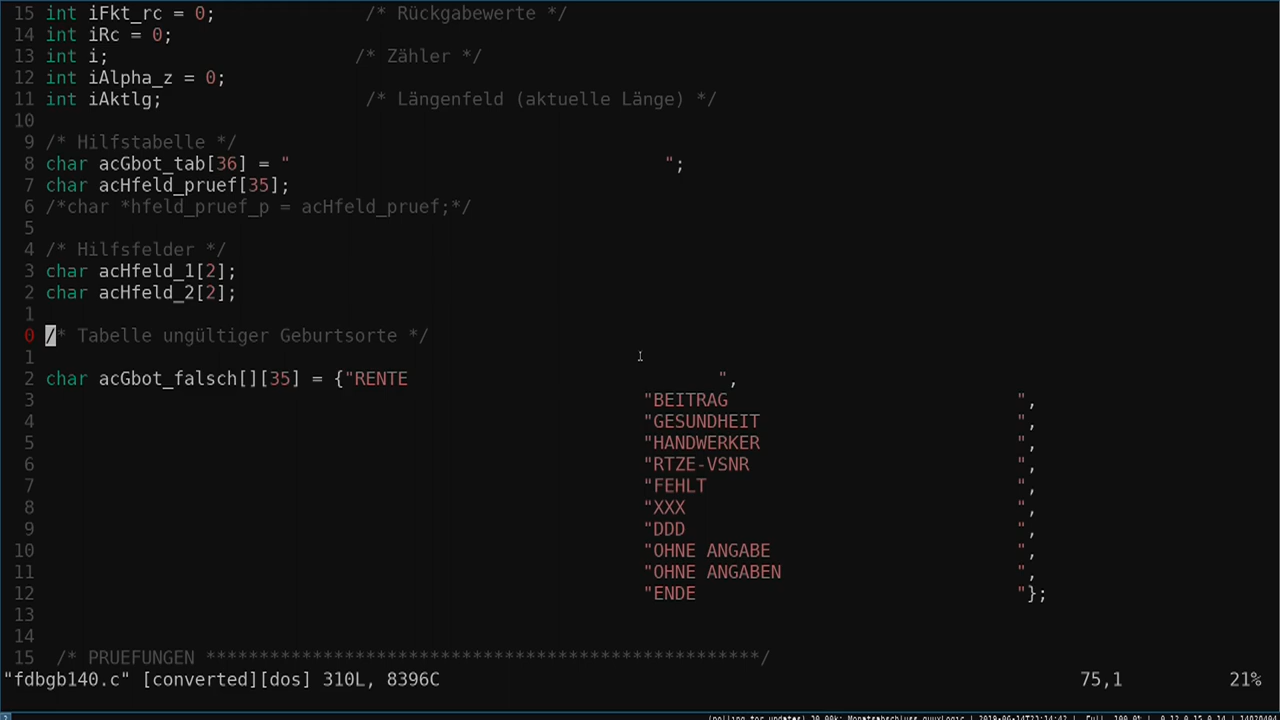 15 int iFkt_rc = 0; /* Rückgabewerte */
14 int iRc = 0;
13 int i; /* Zähler */
12 int iAlpha_z = 0;
11 int iAktlg; /* Längenfeld (aktuelle Länge) */
10
9 /* Hilfstabelle */
8 char acGbot_tab[36] = "                                   ";
7 char acHfeld_pruef[35];
6 /*char *hfeld_pruef_p = acHfeld_pruef;*/
5
4 /* Hilfsfelder */
3 char acHfeld_1[2];
2 char acHfeld_2[2];
1
0 /* Tabelle ungültiger Geburtsorte */
1
2 char acGbot_falsch[][35] = {"RENTE                             ",
3 "BEITRAG                           ",
4 "GESUNDHEIT                        ",
5 "HANDWERKER                        ",
6 "RTZE-VSNR                         ",
7 "FEHLT                             ",
8 "XXX                               ",
9 "DDD                               ",
10 "OHNE ANGABE                       ",
11 "OHNE ANGABEN                      ",
12 "ENDE                              "};
13
14
15 /* PRUEFUNGEN ****************************************************/
"fdbgb140.c" [converted][dos] 310L, 8396C 75,1 21%